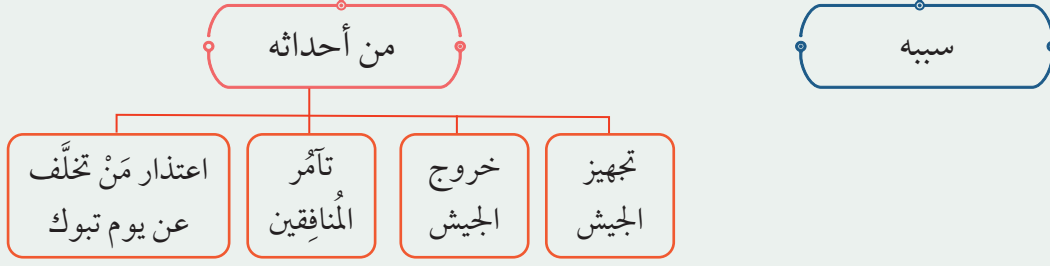 سببه
من أحداثه
تجهيز
الجيش
خروج
الجيش
تآمُر
المُنافِقين
اعتذار مَنْ تخلَّف
عن يوم تبوك